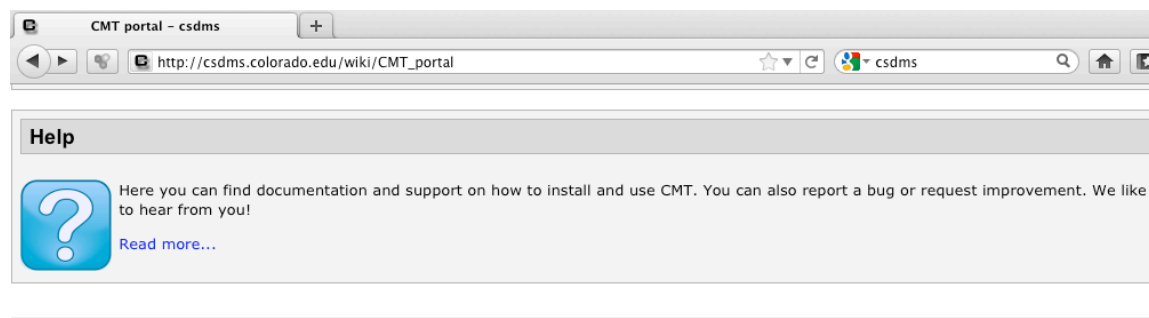 CMT portal – csdms
http://csdms.colorado.edu/wiki/CMT_portal
csdms
Help
Here you can find documentation and support on how to install and use CMT. You can also report a bug or request improvement. We like
to hear from you!
Read more...